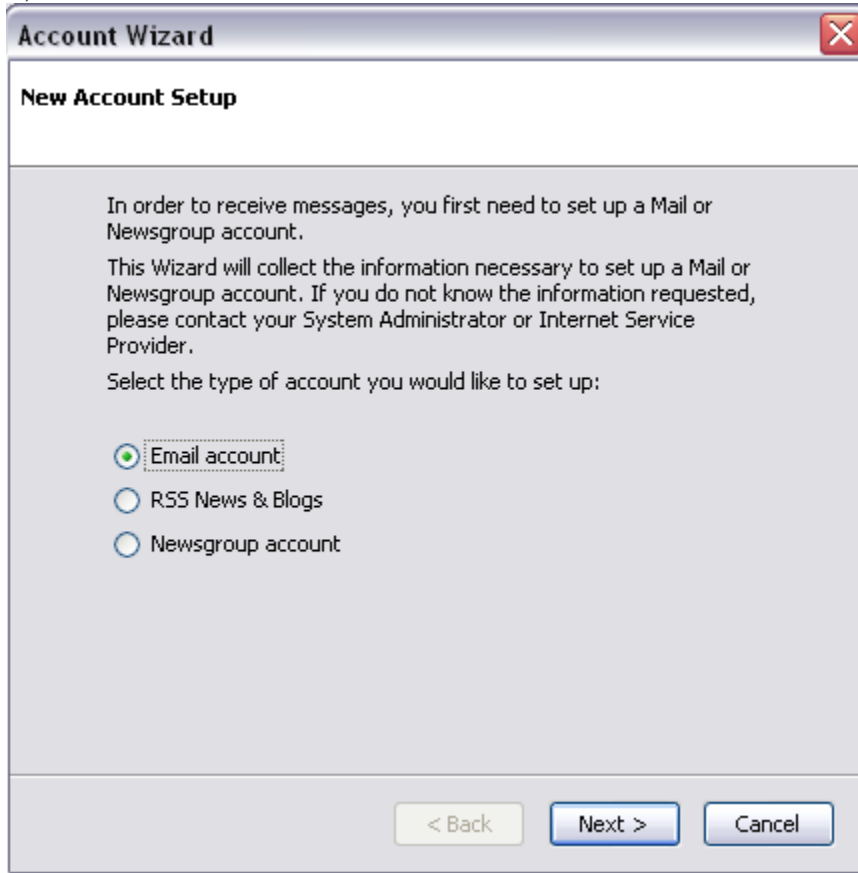 Account Wizard
New Account Setup
In order to receive messages, you first need to set up a Mail or
Newsgroup account.
This Wizard will collect the information necessary to set up a Mail or
Newsgroup account. If you do not know the information requested,
please contact your System Administrator or Internet Service
Provider.
Select the type of account you would like to set up:
Email account
RSS News & Blogs
Newsgroup account
< Back Next > Cancel